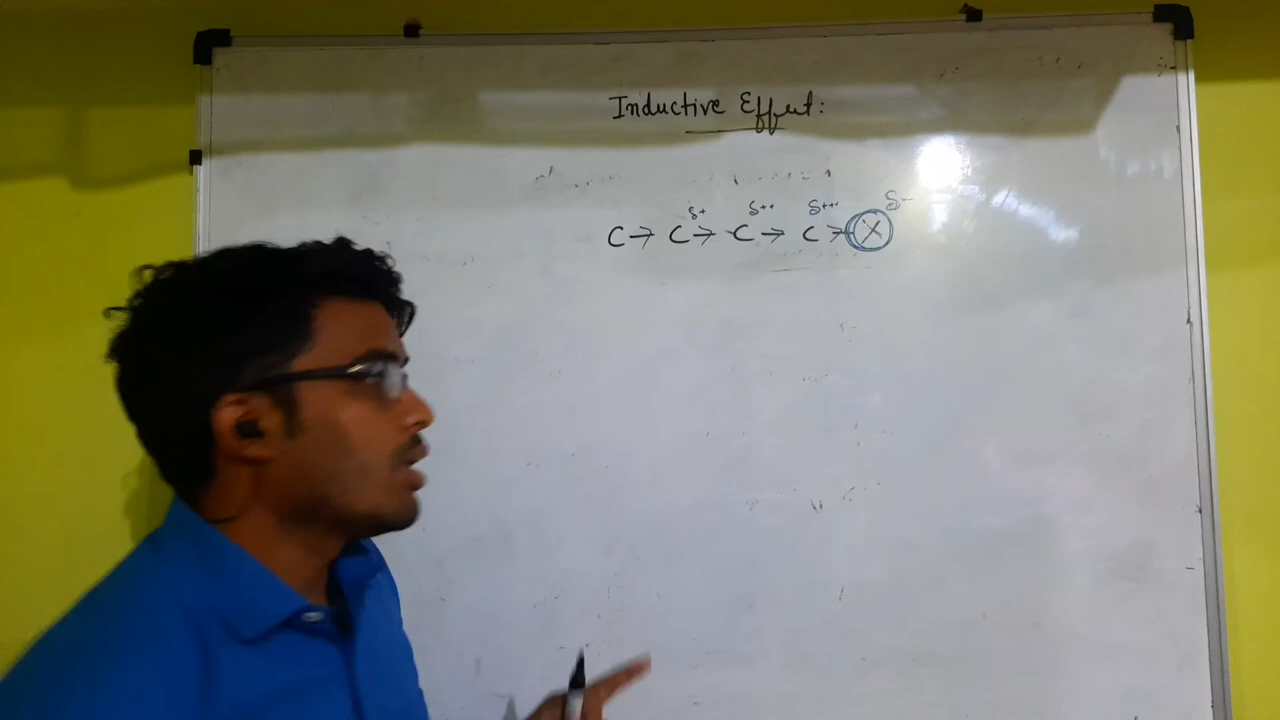 Inductive Effect:
δ+ δ++ δ+++ δ-
C → C → C → C → X